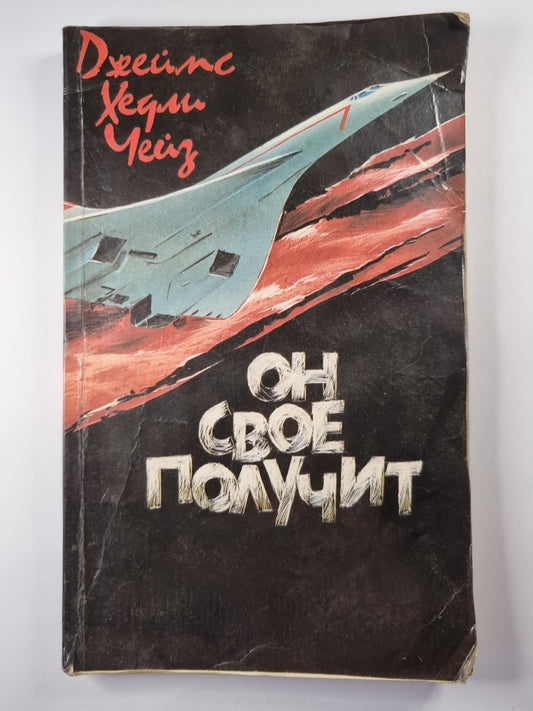 Джеймс
Хедли
Чейз
ОН
СВОЕ
ПОЛУЧИТ